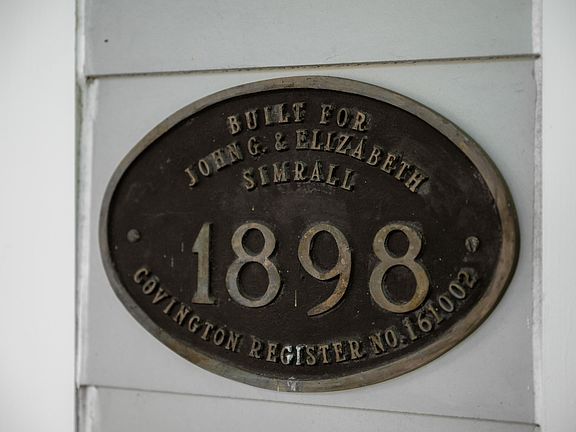 BUILT FOR
JOHN G. & ELIZABETH
SIMRALL
1898
COVINGTON REGISTER NO. 161002